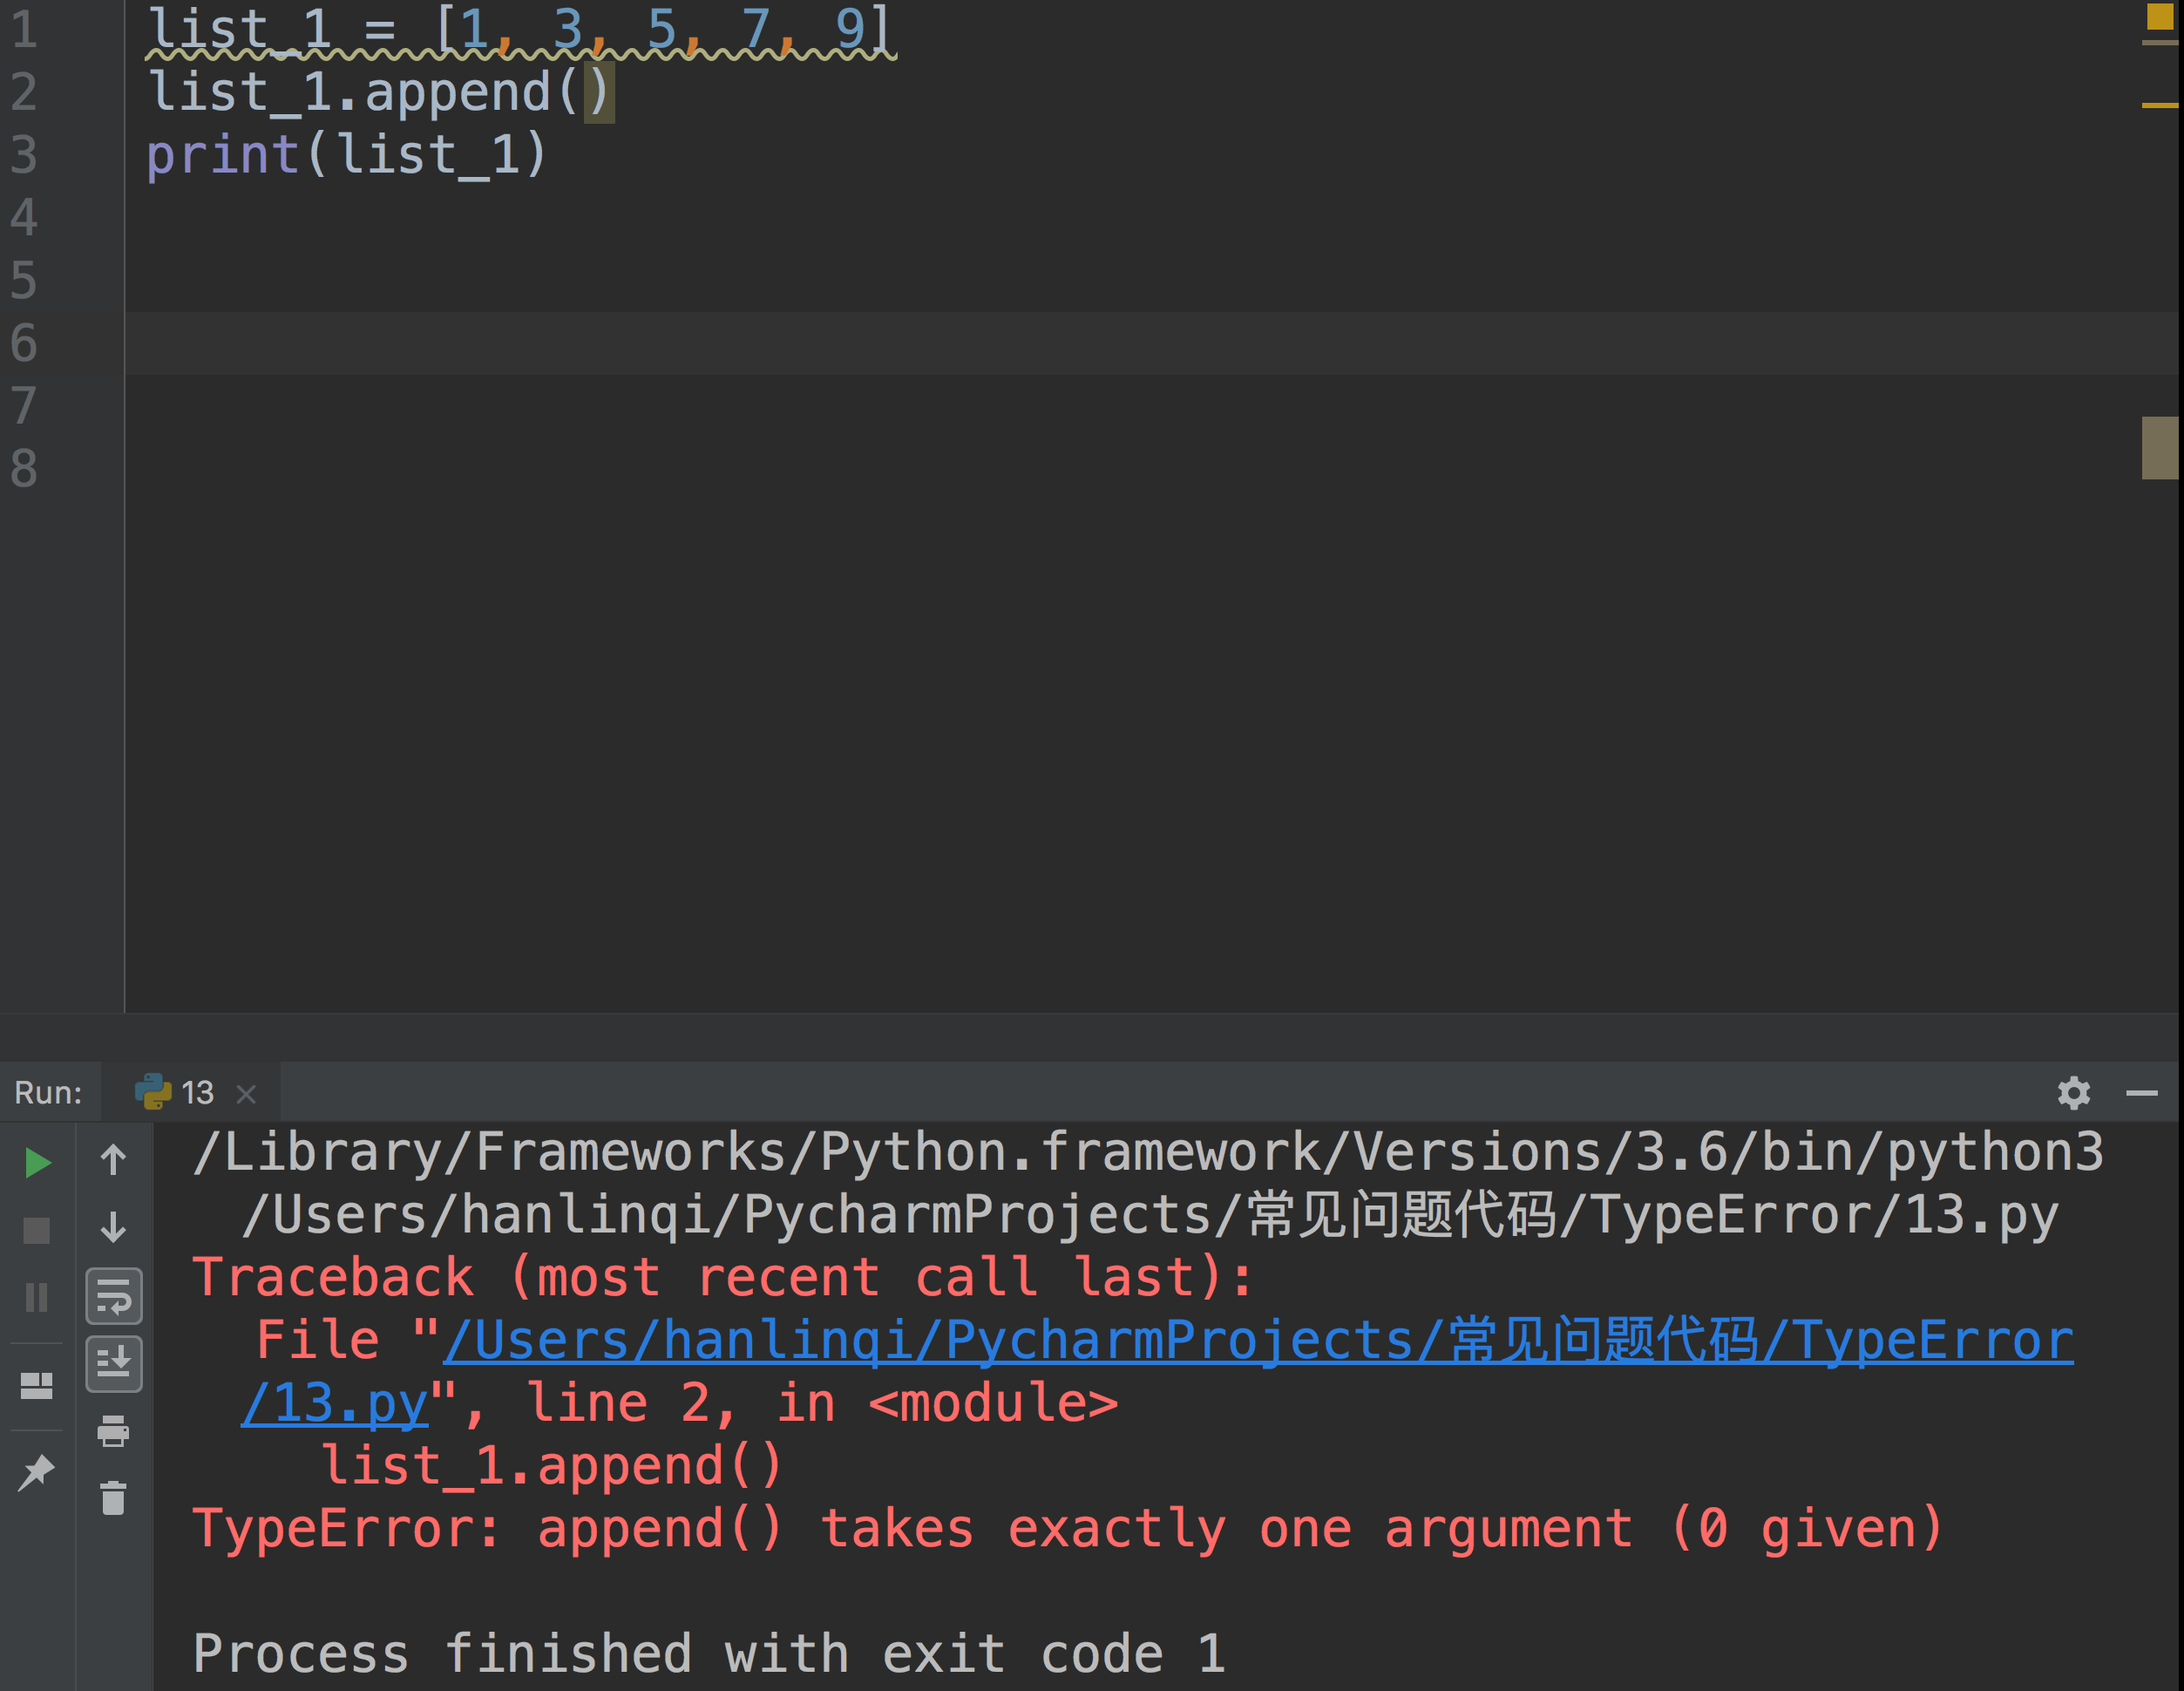 1 list_1 = [1, 3, 5, 7, 9]
2 list_1.append()
3 print(list_1)
4
5
6
7
8
Run: 13
/Library/Frameworks/Python.framework/Versions/3.6/bin/python3
/Users/hanlinqi/PycharmProjects/常见问题代码/TypeError/13.py
Traceback (most recent call last):
File "/Users/hanlinqi/PycharmProjects/常见问题代码/TypeError
/13.py", line 2, in <module>
list_1.append()
TypeError: append() takes exactly one argument (0 given)
Process finished with exit code 1